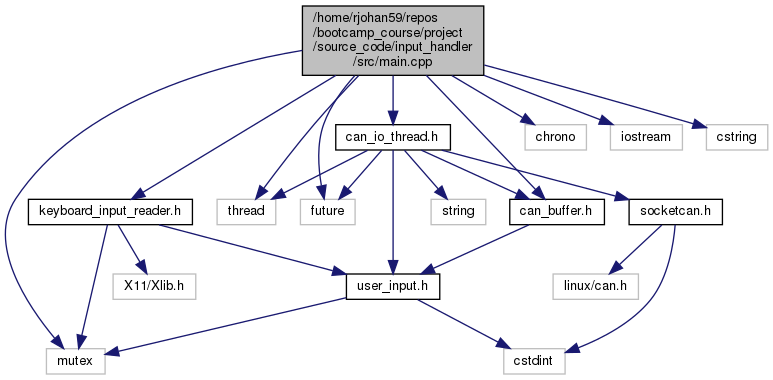 /home/rjohan59/repos
/bootcamp_course/project
/source_code/input_handler
/src/main.cpp
can_io_thread.h
chrono
iostream
cstring
keyboard_input_reader.h
thread
future
string
can_buffer.h
socketcan.h
X11/Xlib.h
user_input.h
linux/can.h
mutex
cstdint